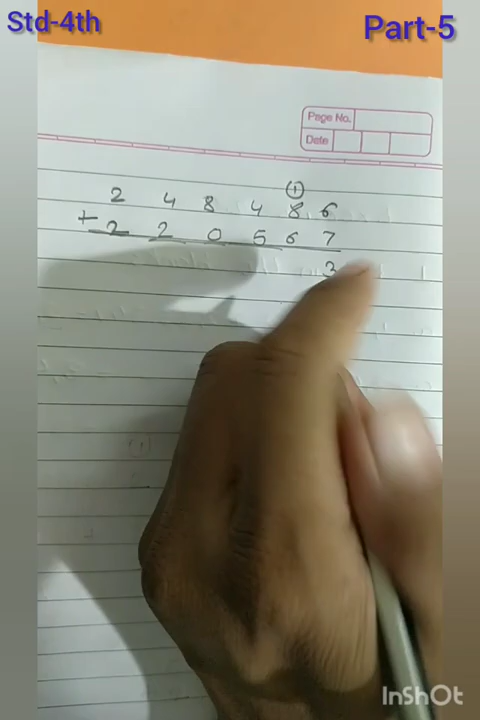 Std-4th
Part-5
Page No.
Date
1
2 4 8 4 8 6
+ 2 2 0 5 6 7
3
InShOt